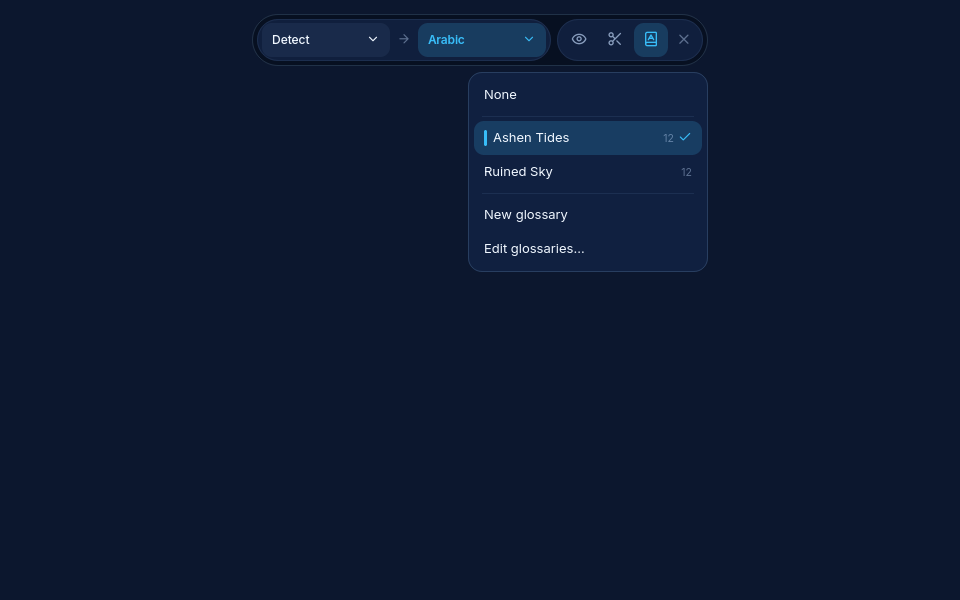 Detect
Arabic
None
Ashen Tides 12
Ruined Sky 12
New glossary
Edit glossaries...